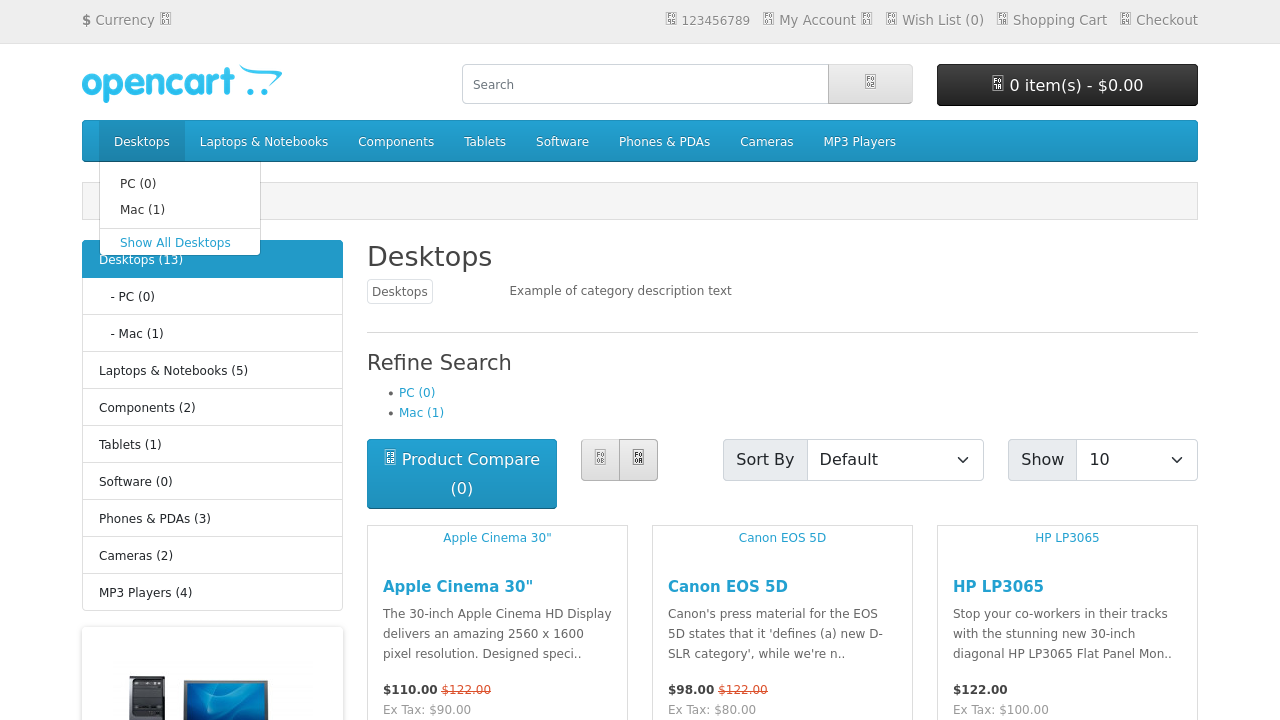 $ Currency
123456789 My Account Wish List (0) Shopping Cart Checkout
opencart
Search
0 item(s) - $0.00
Desktops Laptops & Notebooks Components Tablets Software Phones & PDAs Cameras MP3 Players
PC (0)
Mac (1)
Show All Desktops
Desktops (13)
- PC (0)
- Mac (1)
Laptops & Notebooks (5)
Components (2)
Tablets (1)
Software (0)
Phones & PDAs (3)
Cameras (2)
MP3 Players (4)
Desktops
Desktops
Example of category description text
Refine Search
• PC (0)
• Mac (1)
Product Compare
(0)
Sort By Default
Show 10
Apple Cinema 30"
Apple Cinema 30"
The 30-inch Apple Cinema HD Display
delivers an amazing 2560 x 1600
pixel resolution. Designed speci..
$110.00 $122.00
Ex Tax: $90.00
Canon EOS 5D
Canon EOS 5D
Canon's press material for the EOS
5D states that it 'defines (a) new D-
SLR category', while we're n..
$98.00 $122.00
Ex Tax: $80.00
HP LP3065
HP LP3065
Stop your co-workers in their tracks
with the stunning new 30-inch
diagonal HP LP3065 Flat Panel Mon..
$122.00
Ex Tax: $100.00